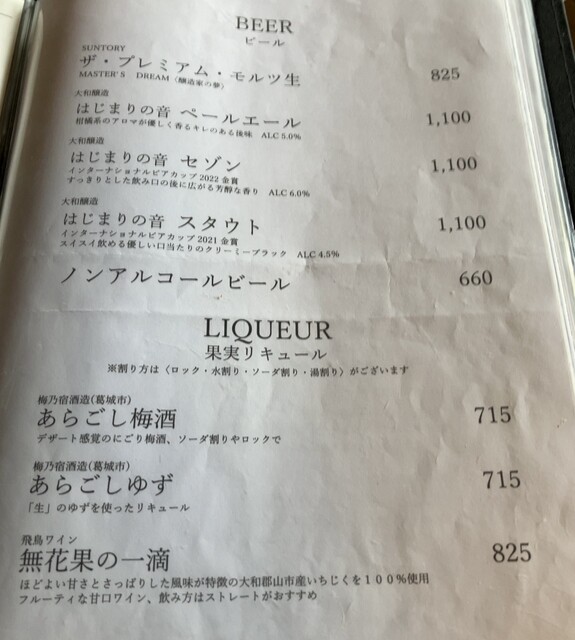 BEER
ビール
SUNTORY
ザ・プレミアム・モルツ生 825
MASTER'S DREAM〈醸造家の夢〉
大和醸造
はじまりの音 ペールエール 1,100
柑橘系のアロマが優しく香るキレのある後味 ALC 5.0%
大和醸造
はじまりの音 セゾン 1,100
インターナショナルビアカップ 2022 金賞
すっきりとした飲み口の後に広がる芳醇な香り ALC 6.0%
大和醸造
はじまりの音 スタウト 1,100
インターナショナルビアカップ 2021 金賞
スイスイ飲める優しい口当たりのクリーミーブラック ALC 4.5%
ノンアルコールビール 660
LIQUEUR
果実リキュール
※割り方は〈ロック・水割り・ソーダ割り・湯割り〉がございます
梅乃宿酒造(葛城市)
あらごし梅酒 715
デザート感覚のにごり梅酒、ソーダ割りやロックで
梅乃宿酒造(葛城市)
あらごしゆず 715
「生」のゆずを使ったリキュール
飛鳥ワイン
無花果の一滴 825
ほどよい甘さとさっぱりした風味が特徴の大和郡山市産いちじくを１００％使用
フルーティな甘口ワイン、飲み方はストレートがおすすめ